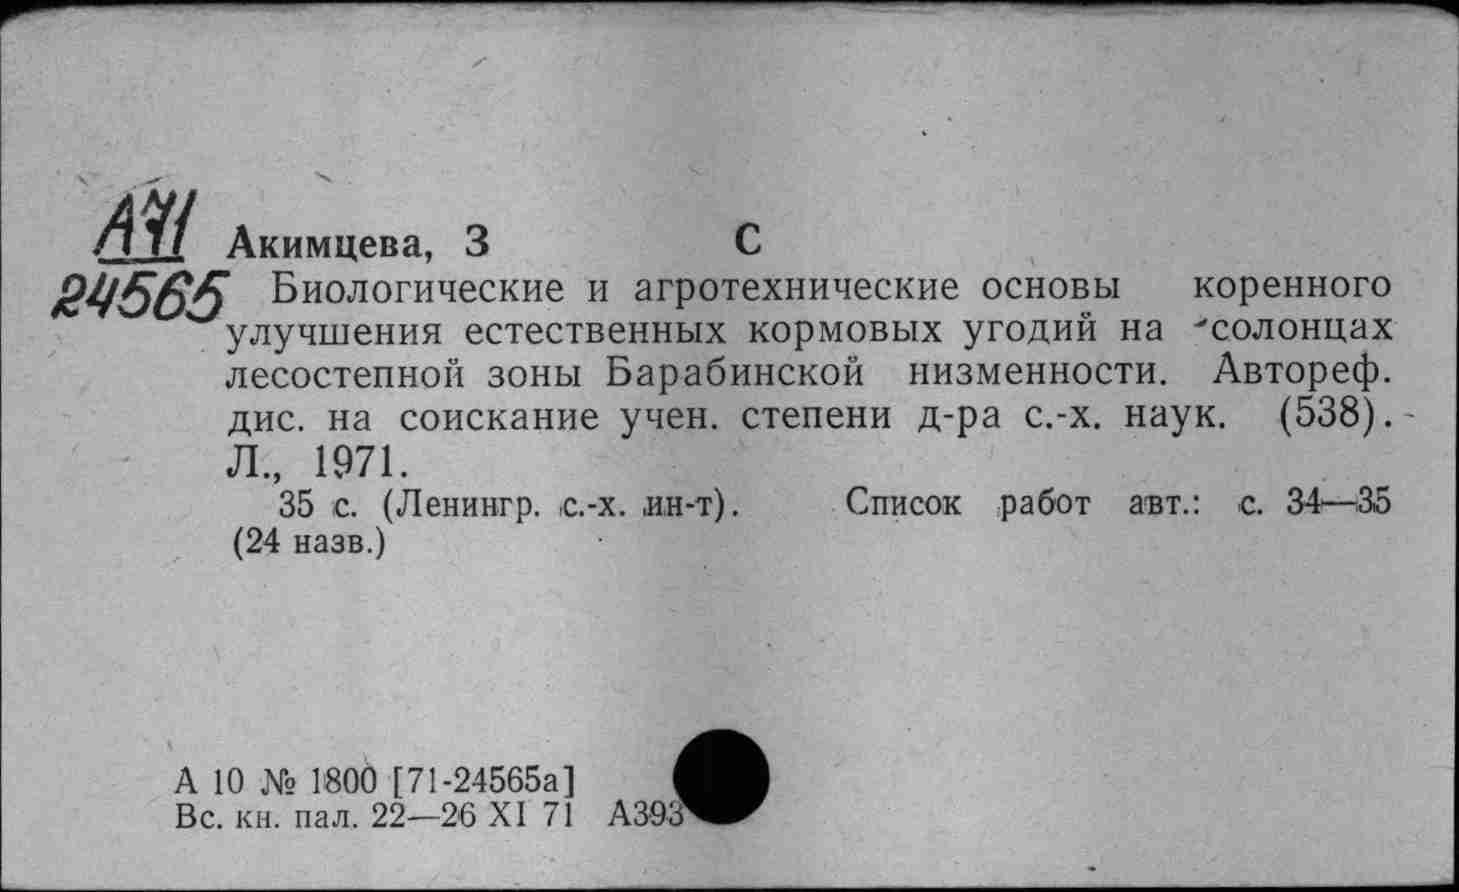 А71
24565
Акимцева, З С
Биологические и агротехнические основы коренного
улучшения естественных кормовых угодий на солонцах
лесостепной зоны Барабинской низменности. Автореф.
дис. на соискание учен. степени д-ра с.-х. наук. (538).-
Л., 1971.
35 с. (Ленингр. с.-х. ин-т). Список работ авт.: с. 34—35
(24 назв.)
А 10 № 1800 [71-24565а]
Вс. кн. пал. 22—26 XI 71 А393